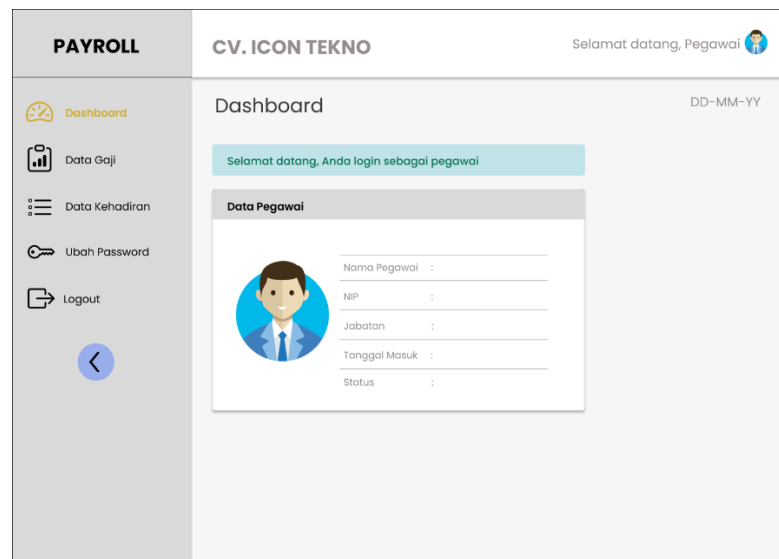 PAYROLL
CV. ICON TEKNO
Selamat datang, Pegawai
Dashboard
Data Gaji
Data Kehadiran
Ubah Password
Logout
Dashboard
DD-MM-YY
Selamat datang, Anda login sebagai pegawai
Data Pegawai
Nama Pegawai :
NIP :
Jabatan :
Tanggal Masuk :
Status :